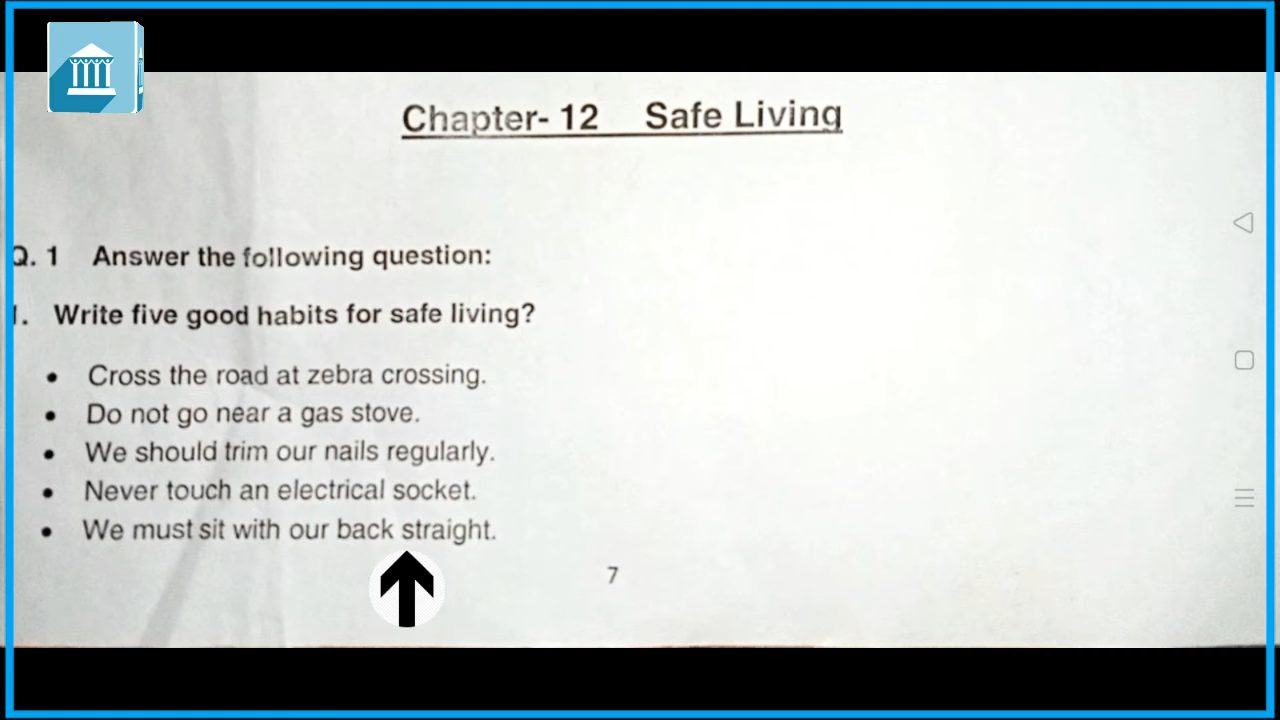 Chapter- 12 Safe Living
Q. 1 Answer the following question:
1. Write five good habits for safe living?
• Cross the road at zebra crossing.
• Do not go near a gas stove.
• We should trim our nails regularly.
• Never touch an electrical socket.
• We must sit with our back straight.
7